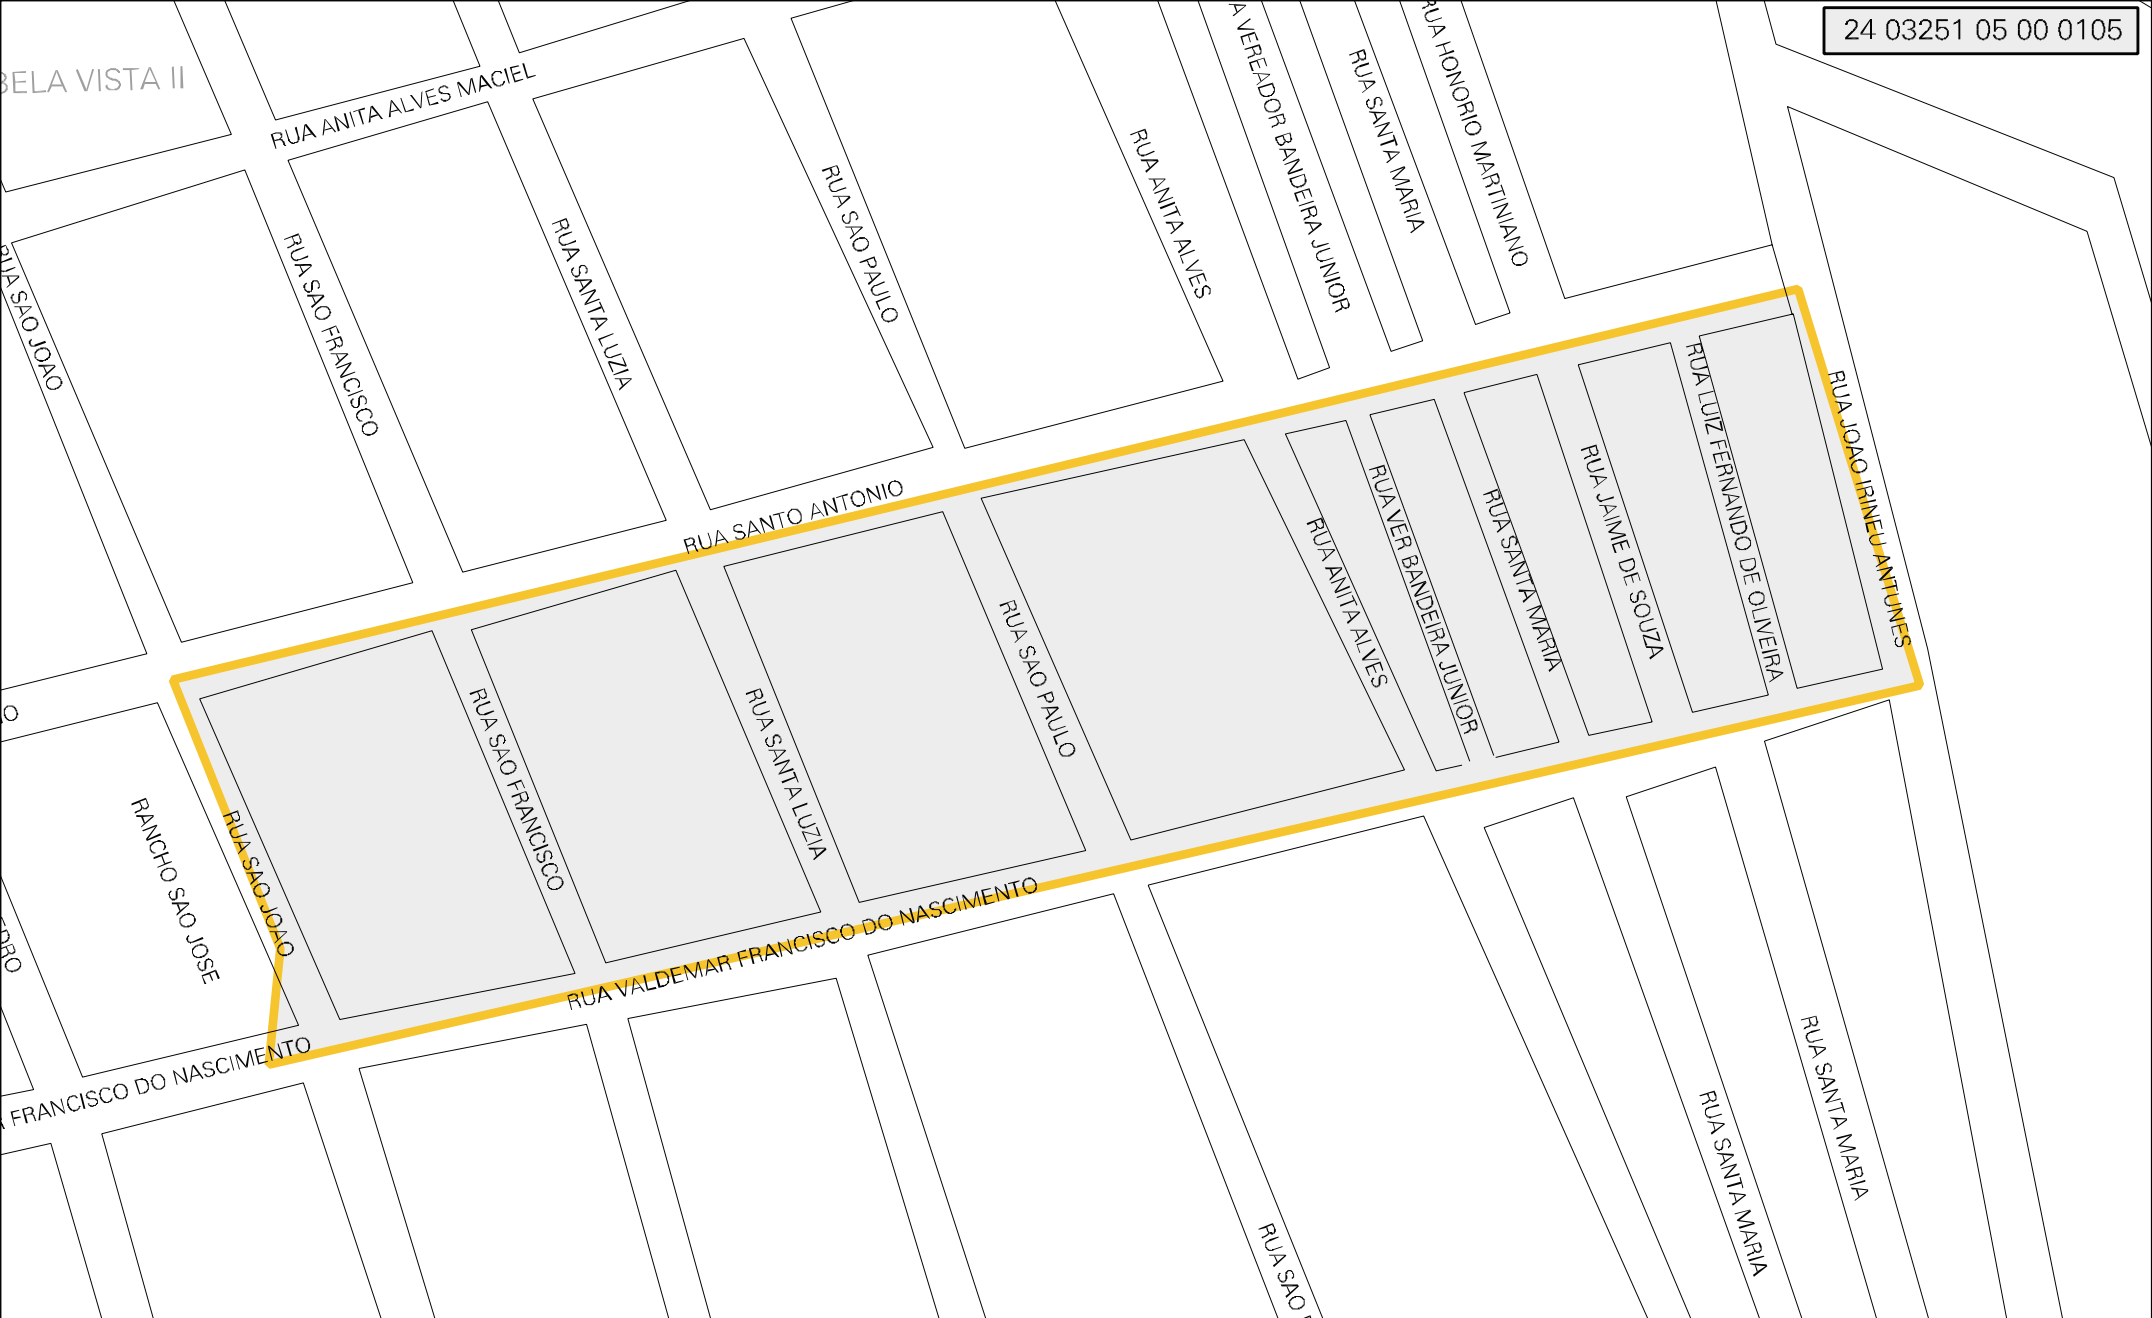 24 03251 05 00 0105
BELA VISTA II
RUA ANITA ALVES MACIEL
RUA SAO JOAO
RUA SAO FRANCISCO
RUA SANTA LUZIA
RUA SAO PAULO
RUA ANITA ALVES
A VEREADOR BANDEIRA JUNIOR
RUA SANTA MARIA
RUA HONORIO MARTINIANO
RUA SANTO ANTONIO
RUA JOAO IRINEU ANTUNES
RUA LUIZ FERNANDO DE OLIVEIRA
RUA JAIME DE SOUZA
RUA SANTA MARIA
RUA VER BANDEIRA JUNIOR
RUA ANITA ALVES
RUA SAO PAULO
RUA SANTA LUZIA
RUA SAO FRANCISCO
RUA SAO JOAO
RANCHO SAO JOSE
IO
EDRO
RUA VALDEMAR FRANCISCO DO NASCIMENTO
FRANCISCO DO NASCIMENTO
RUA SANTA MARIA
RUA SANTA MARIA
RUA SAO